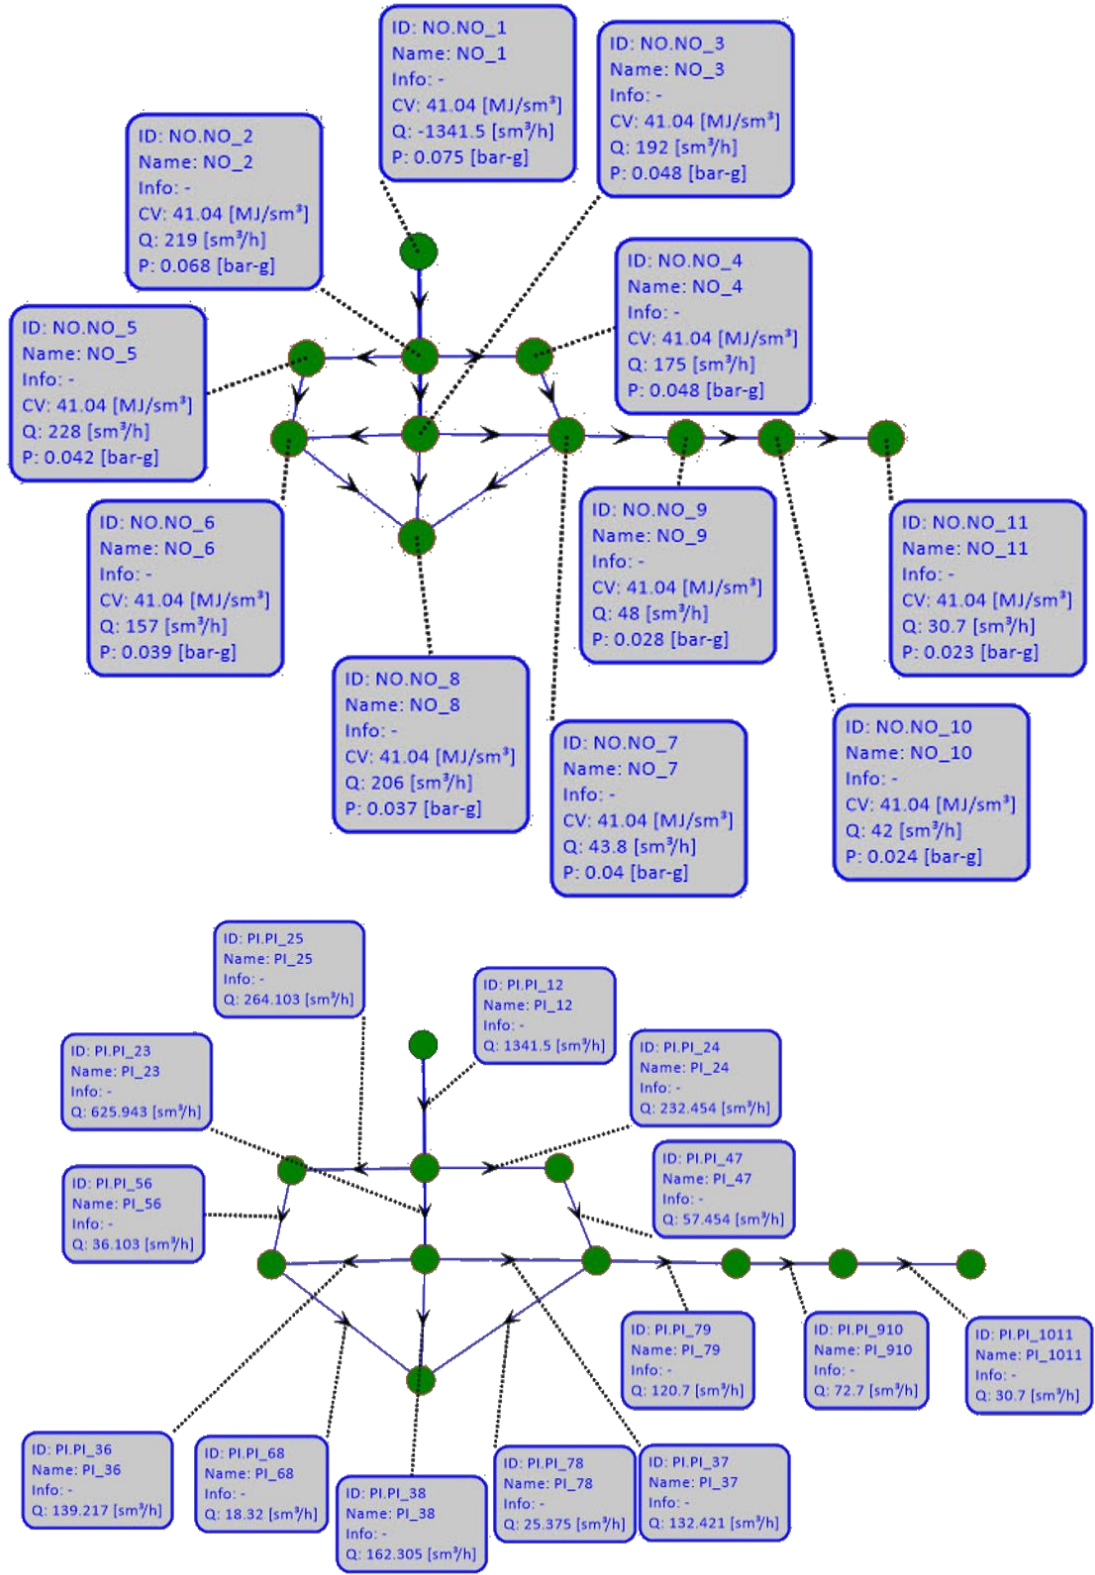 ID: NO.NO_1
Name: NO_1
Info: -
CV: 41.04 [MJ/sm³]
Q: -1341.5 [sm³/h]
P: 0.075 [bar-g]
ID: NO.NO_3
Name: NO_3
Info: -
CV: 41.04 [MJ/sm³]
Q: 192 [sm³/h]
P: 0.048 [bar-g]
ID: NO.NO_2
Name: NO_2
Info: -
CV: 41.04 [MJ/sm³]
Q: 219 [sm³/h]
P: 0.068 [bar-g]
ID: NO.NO_4
Name: NO_4
Info: -
CV: 41.04 [MJ/sm³]
Q: 175 [sm³/h]
P: 0.048 [bar-g]
ID: NO.NO_5
Name: NO_5
Info: -
CV: 41.04 [MJ/sm³]
Q: 228 [sm³/h]
P: 0.042 [bar-g]
ID: NO.NO_6
Name: NO_6
Info: -
CV: 41.04 [MJ/sm³]
Q: 157 [sm³/h]
P: 0.039 [bar-g]
ID: NO.NO_9
Name: NO_9
Info: -
CV: 41.04 [MJ/sm³]
Q: 48 [sm³/h]
P: 0.028 [bar-g]
ID: NO.NO_11
Name: NO_11
Info: -
CV: 41.04 [MJ/sm³]
Q: 30.7 [sm³/h]
P: 0.023 [bar-g]
ID: NO.NO_8
Name: NO_8
Info: -
CV: 41.04 [MJ/sm³]
Q: 206 [sm³/h]
P: 0.037 [bar-g]
ID: NO.NO_7
Name: NO_7
Info: -
CV: 41.04 [MJ/sm³]
Q: 43.8 [sm³/h]
P: 0.04 [bar-g]
ID: NO.NO_10
Name: NO_10
Info: -
CV: 41.04 [MJ/sm³]
Q: 42 [sm³/h]
P: 0.024 [bar-g]
ID: PI.PI_25
Name: PI_25
Info: -
Q: 264.103 [sm³/h]
ID: PI.PI_12
Name: PI_12
Info: -
Q: 1341.5 [sm³/h]
ID: PI.PI_23
Name: PI_23
Info: -
Q: 625.943 [sm³/h]
ID: PI.PI_24
Name: PI_24
Info: -
Q: 232.454 [sm³/h]
ID: PI.PI_47
Name: PI_47
Info: -
Q: 57.454 [sm³/h]
ID: PI.PI_56
Name: PI_56
Info: -
Q: 36.103 [sm³/h]
ID: PI.PI_79
Name: PI_79
Info: -
Q: 120.7 [sm³/h]
ID: PI.PI_910
Name: PI_910
Info: -
Q: 72.7 [sm³/h]
ID: PI.PI_1011
Name: PI_1011
Info: -
Q: 30.7 [sm³/h]
ID: PI.PI_36
Name: PI_36
Info: -
Q: 139.217 [sm³/h]
ID: PI.PI_68
Name: PI_68
Info: -
Q: 18.32 [sm³/h]
ID: PI.PI_38
Name: PI_38
Info: -
Q: 162.305 [sm³/h]
ID: PI.PI_78
Name: PI_78
Info: -
Q: 25.375 [sm³/h]
ID: PI.PI_37
Name: PI_37
Info: -
Q: 132.421 [sm³/h]